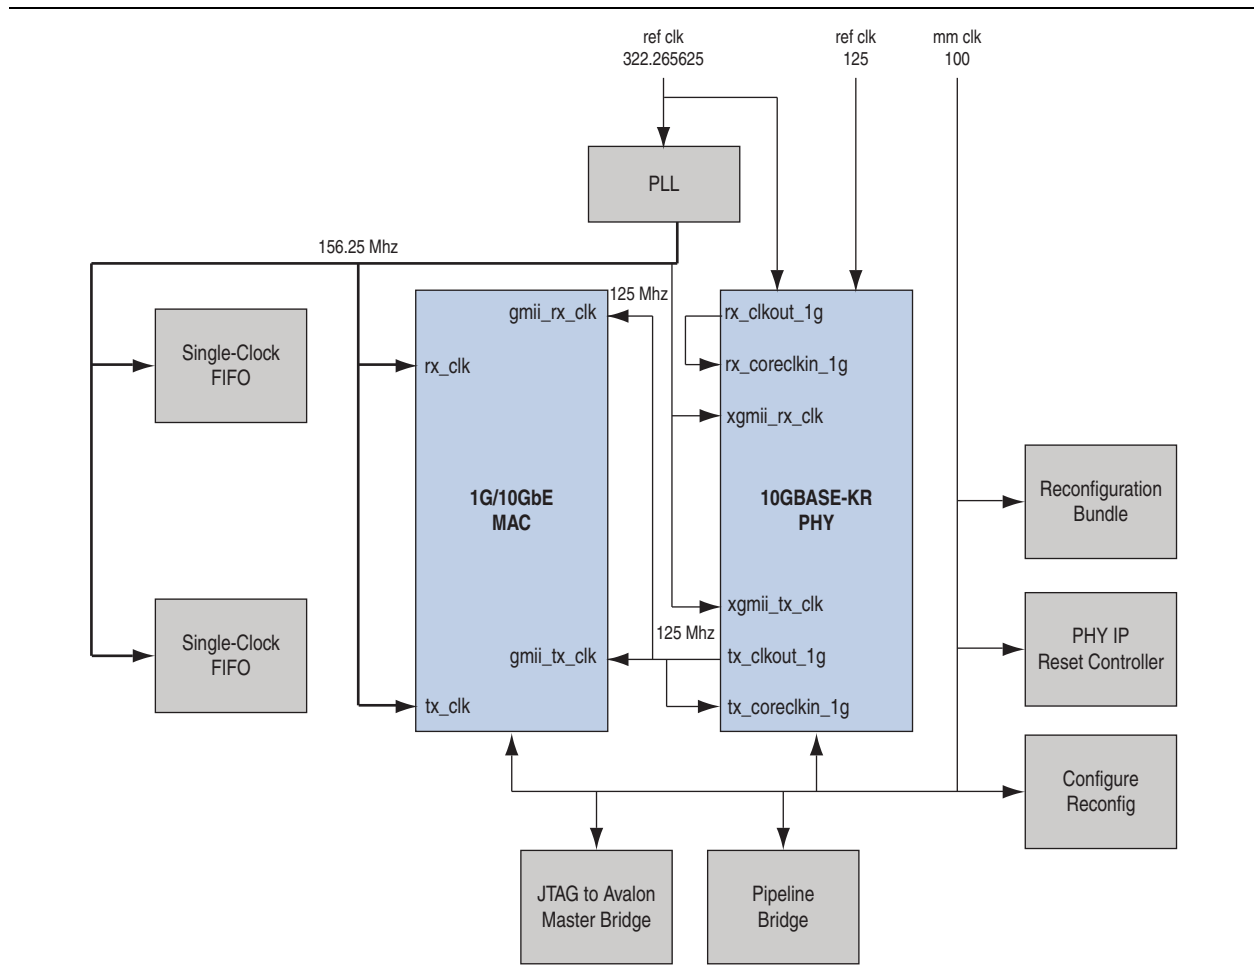 ref clk
322.265625
ref clk
125
mm clk
100
PLL
156.25 Mhz
125 Mhz
gmii_rx_clk
rx_clkout_1g
Single-Clock
FIFO
rx_clk
rx_coreclkin_1g
xgmii_rx_clk
1G/10GbE
MAC
10GBASE-KR
PHY
Reconfiguration
Bundle
xgmii_tx_clk
125 Mhz
Single-Clock
FIFO
gmii_tx_clk
tx_clkout_1g
PHY IP
Reset Controller
tx_clk
tx_coreclkin_1g
Configure
Reconfig
JTAG to Avalon
Master Bridge
Pipeline
Bridge